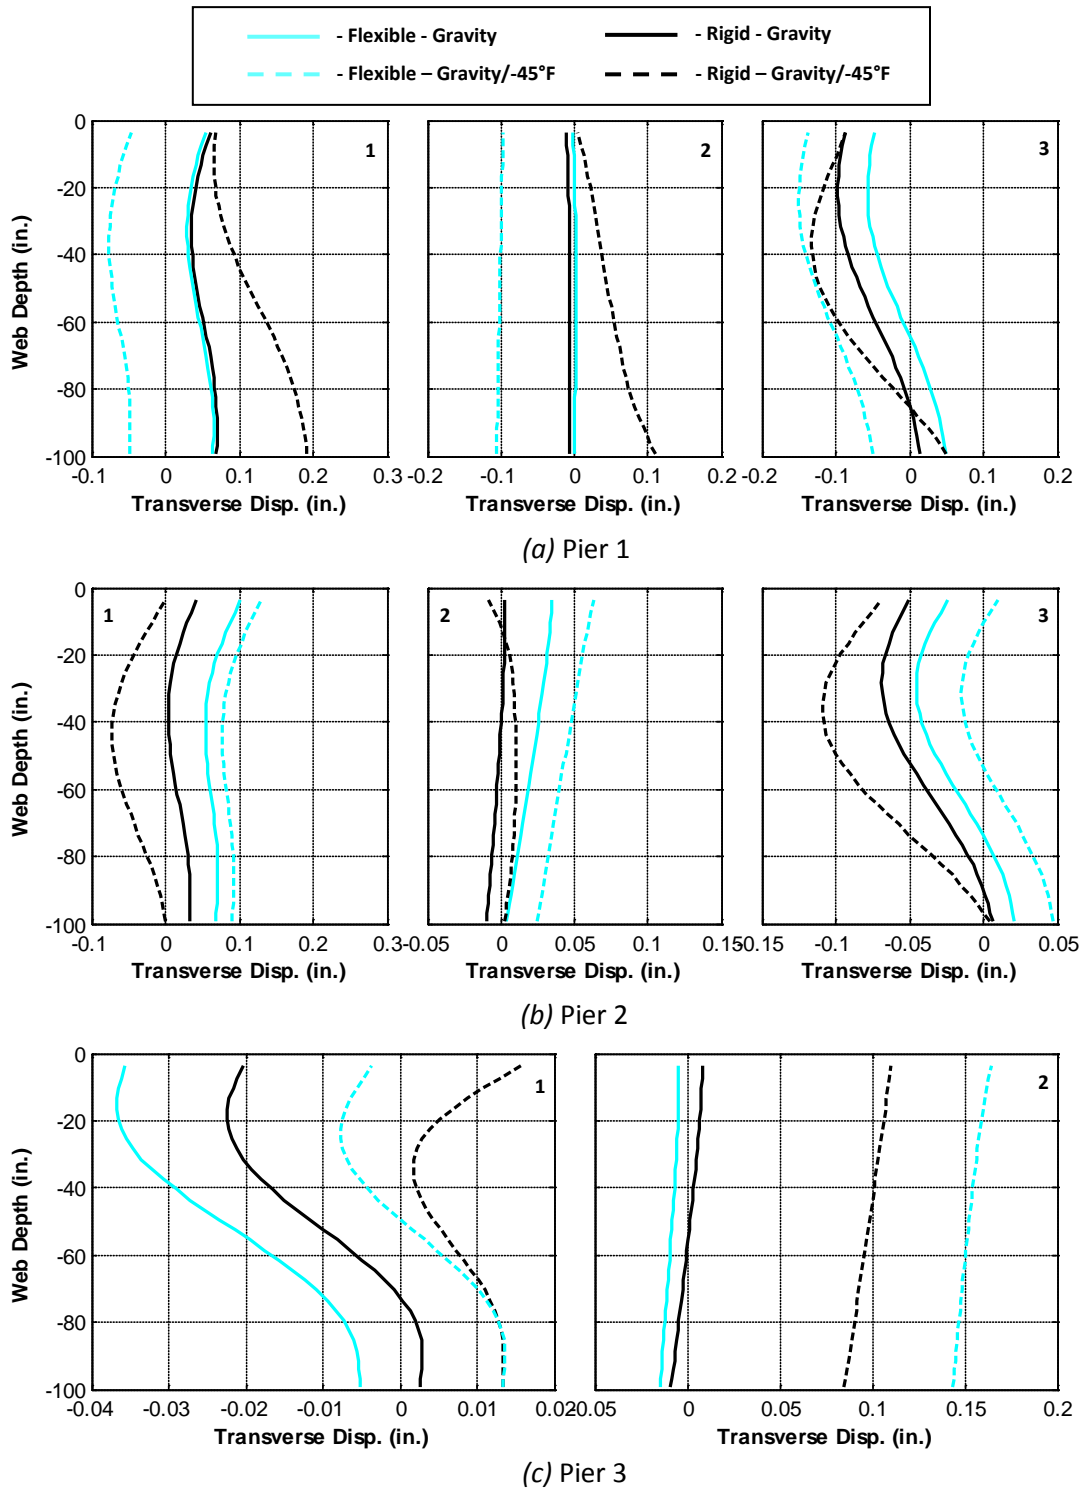 - Flexible - Gravity - Rigid - Gravity
- Flexible – Gravity/-45°F - Rigid – Gravity/-45°F
0
-20
-40
-60
-80
-100
Web Depth (in.)
1
2
3
-0.1 0 0.1 0.2 0.3 -0.2 -0.1 0 0.1 0.2 -0.2 -0.1 0 0.1 0.2
Transverse Disp. (in.) Transverse Disp. (in.) Transverse Disp. (in.)
(a) Pier 1
0
-20
-40
-60
-80
-100
Web Depth (in.)
1
2
3
-0.1 0 0.1 0.2 0.3 -0.05 0 0.05 0.1 0.15 -0.15 -0.1 -0.05 0 0.05
Transverse Disp. (in.) Transverse Disp. (in.) Transverse Disp. (in.)
(b) Pier 2
0
-20
-40
-60
-80
-100
Web Depth (in.)
1
2
-0.04 -0.03 -0.02 -0.01 0 0.01 0.02 -0.05 0 0.05 0.1 0.15 0.2
Transverse Disp. (in.) Transverse Disp. (in.)
(c) Pier 3